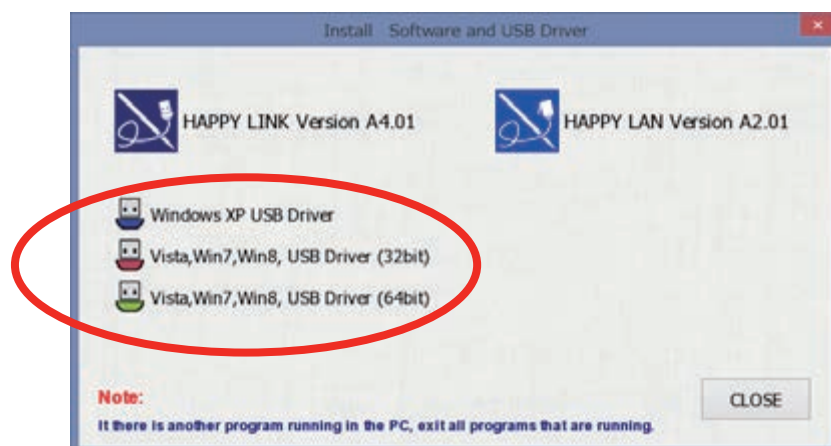 Install Software and USB Driver
HAPPY LINK Version A4.01
HAPPY LAN Version A2.01
Windows XP USB Driver
Vista,Win7,Win8, USB Driver (32bit)
Vista,Win7,Win8, USB Driver (64bit)
Note:
CLOSE
It there is another program running in the PC, exit all programs that are running.